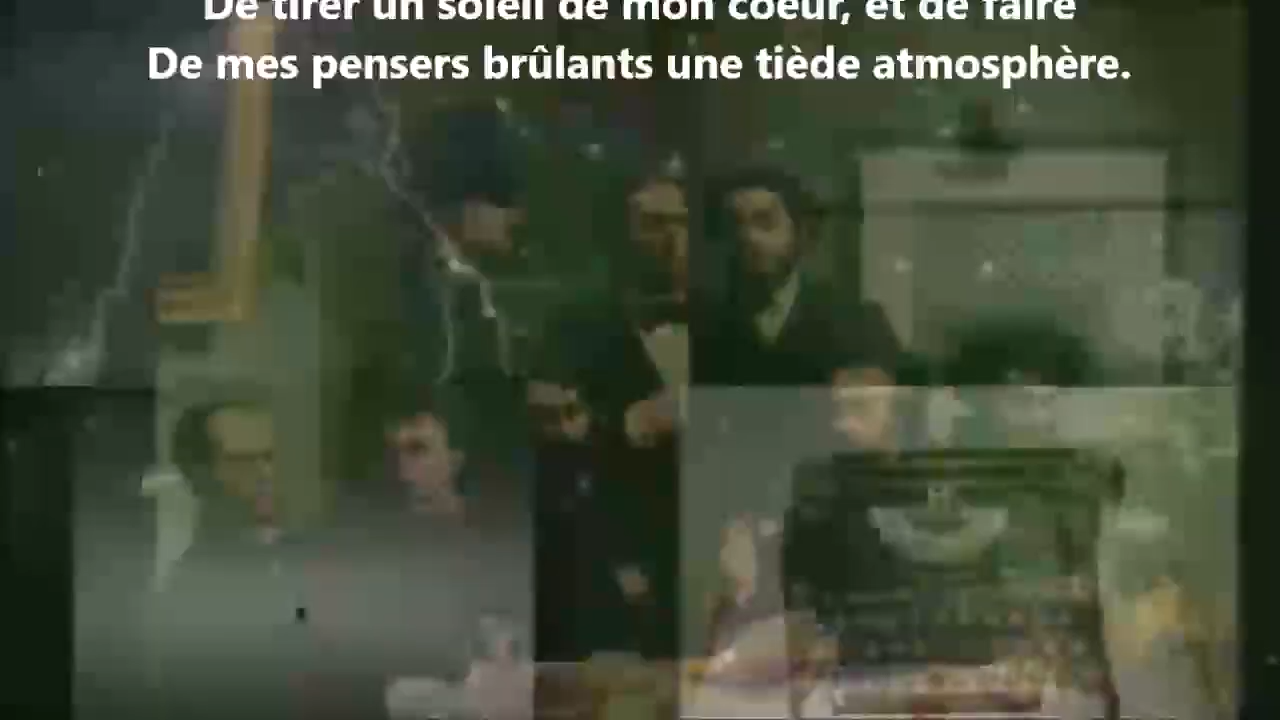 De tirer un soleil de mon coeur, et de faire
De mes pensers brûlants une tiède atmosphère.